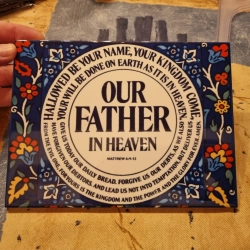 HALLOWED BE YOUR NAME, YOUR KINGDOM COME,
YOUR WILL BE DONE ON EARTH AS IT IS IN HEAVEN.
GIVE US TODAY OUR DAILY BREAD. FORGIVE US OUR DEBTS, AS WE ALSO
HAVE FORGIVEN OUR DEBTORS. AND LEAD US NOT INTO TEMPTATION, BUT DELIVER US
FROM THE EVIL ONE, FOR YOURS IS THE KINGDOM AND THE POWER AND THE GLORY FOR EVER. AMEN.
OUR
FATHER
IN HEAVEN
MATTHEW 6:9-13